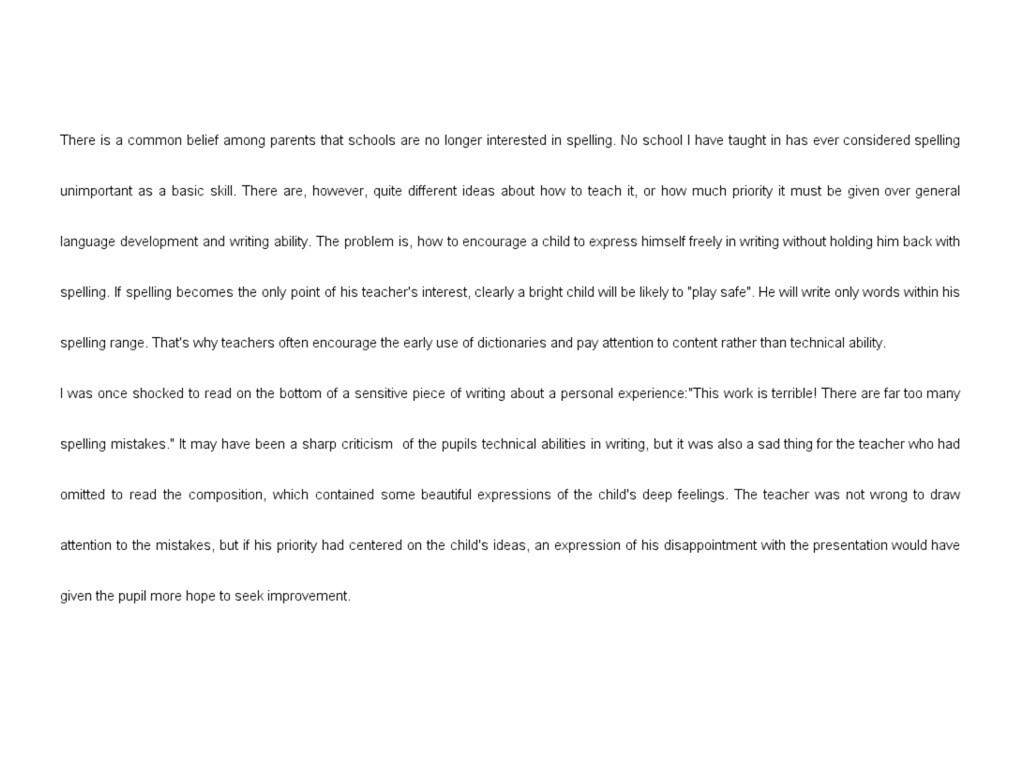 There is a common belief among parents that schools are no longer interested in spelling. No school I have taught in has ever considered spelling
unimportant as a basic skill. There are, however, quite different ideas about how to teach it, or how much priority it must be given over general
language development and writing ability. The problem is, how to encourage a child to express himself freely in writing without holding him back with
spelling. If spelling becomes the only point of his teacher's interest, clearly a bright child will be likely to "play safe". He will write only words within his
spelling range. That's why teachers often encourage the early use of dictionaries and pay attention to content rather than technical ability.
I was once shocked to read on the bottom of a sensitive piece of writing about a personal experience:"This work is terrible! There are far too many
spelling mistakes." It may have been a sharp criticism  of the pupils technical abilities in writing, but it was also a sad thing for the teacher who had
omitted to read the composition, which contained some beautiful expressions of the child's deep feelings. The teacher was not wrong to draw
attention to the mistakes, but if his priority had centered on the child's ideas, an expression of his disappointment with the presentation would have
given the pupil more hope to seek improvement.